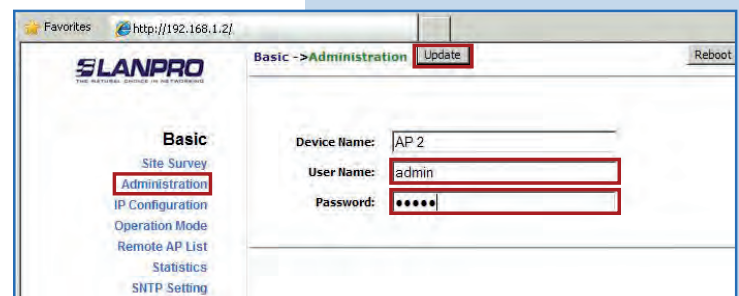 Favorites http://192.168.1.2/
LANPRO
THE NATURAL CHOICE IN NETWORKING
Basic ->Administration Update Reboot
Basic
Site Survey
Administration
IP Configuration
Operation Mode
Remote AP List
Statistics
SNTP Setting
Device Name: AP 2
User Name: admin
Password: •••••